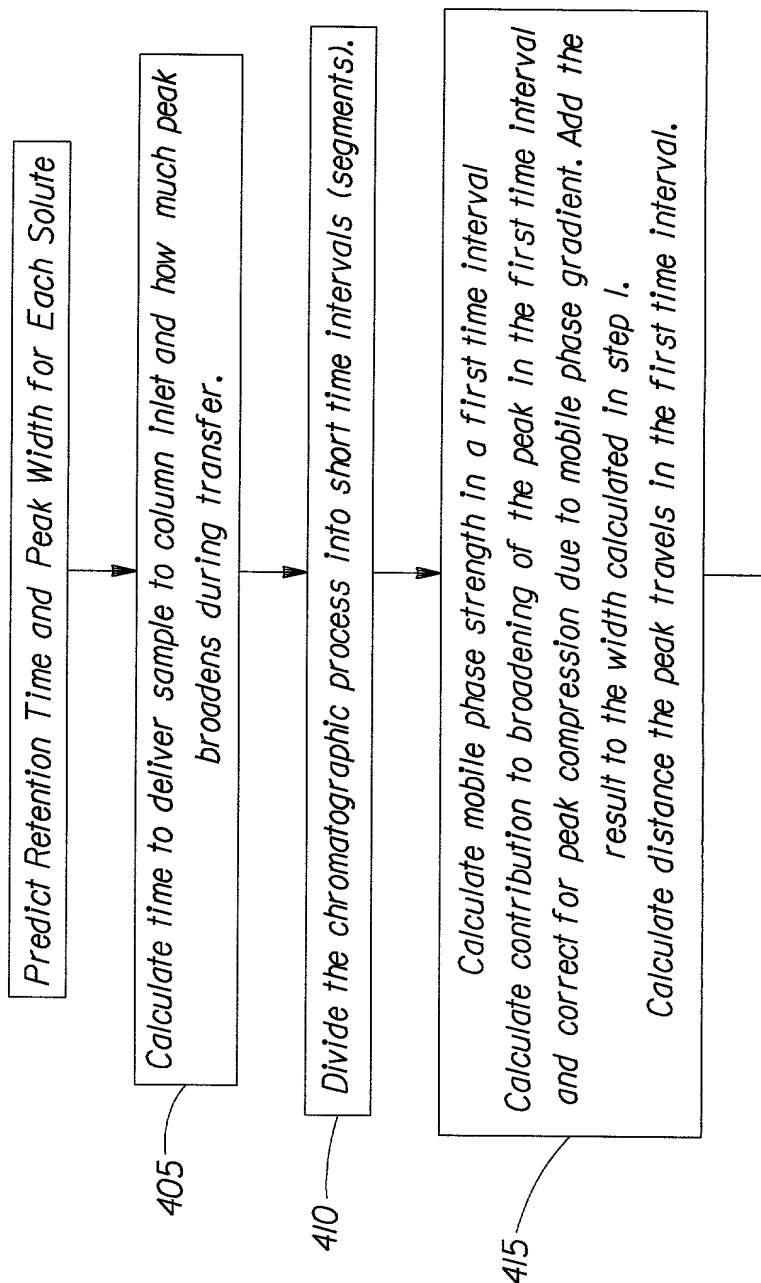 Predict Retention Time and Peak Width for Each Solute
Calculate time to deliver sample to column inlet and how much peak
broadens during transfer.
405
Divide the chromatographic process into short time intervals (segments).
410
Calculate mobile phase strength in a first time interval
Calculate contribution to broadening of the peak in the first time interval
and correct for peak compression due to mobile phase gradient. Add the
result to the width calculated in step 1.
Calculate distance the peak travels in the first time interval.
415